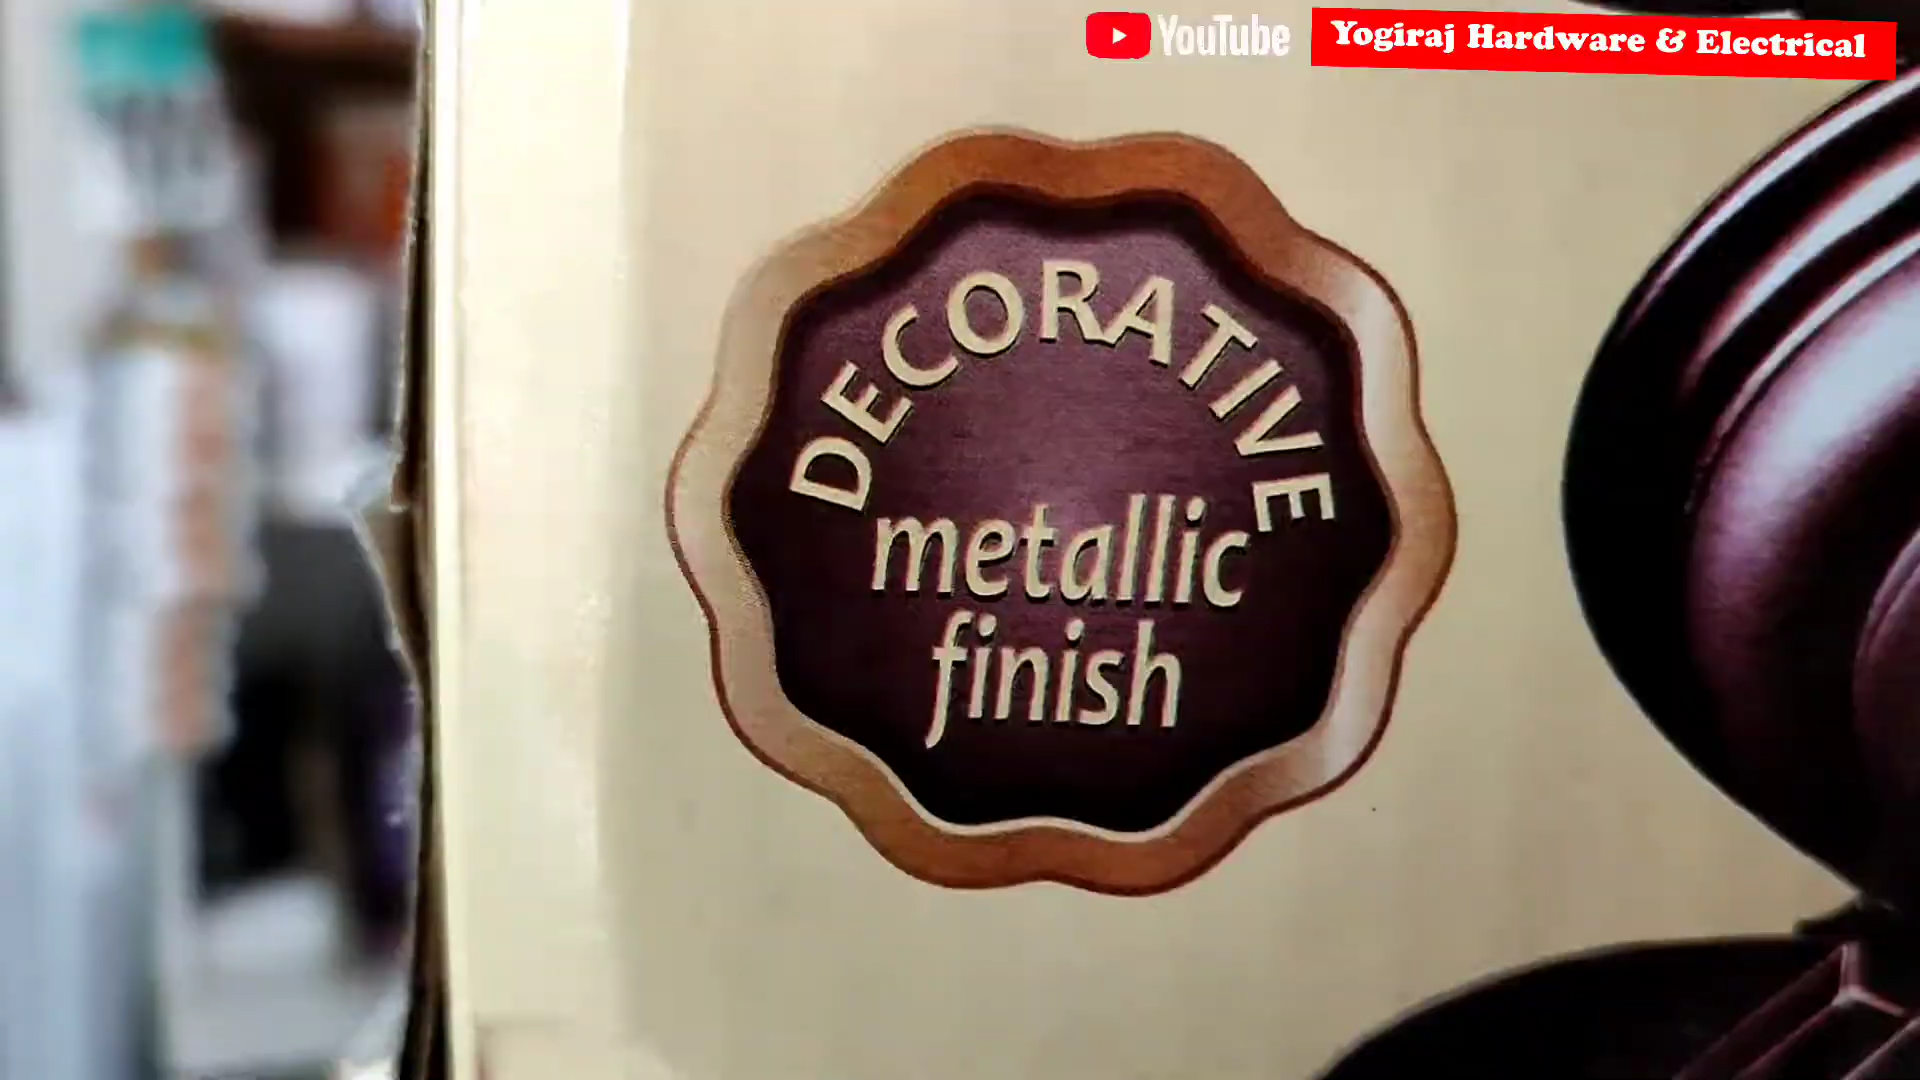 YouTube
Yogiraj Hardware & Electrical
DECORATIVE
metallic
finish